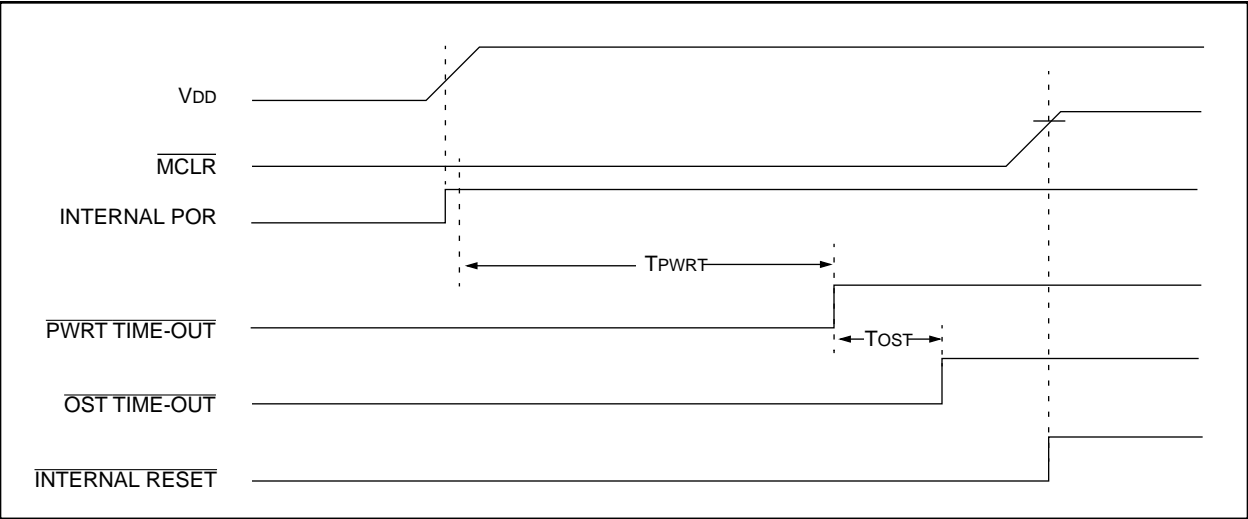 VDD
MCLR
INTERNAL POR
TPWRT
PWRT TIME-OUT
TOST
OST TIME-OUT
INTERNAL RESET